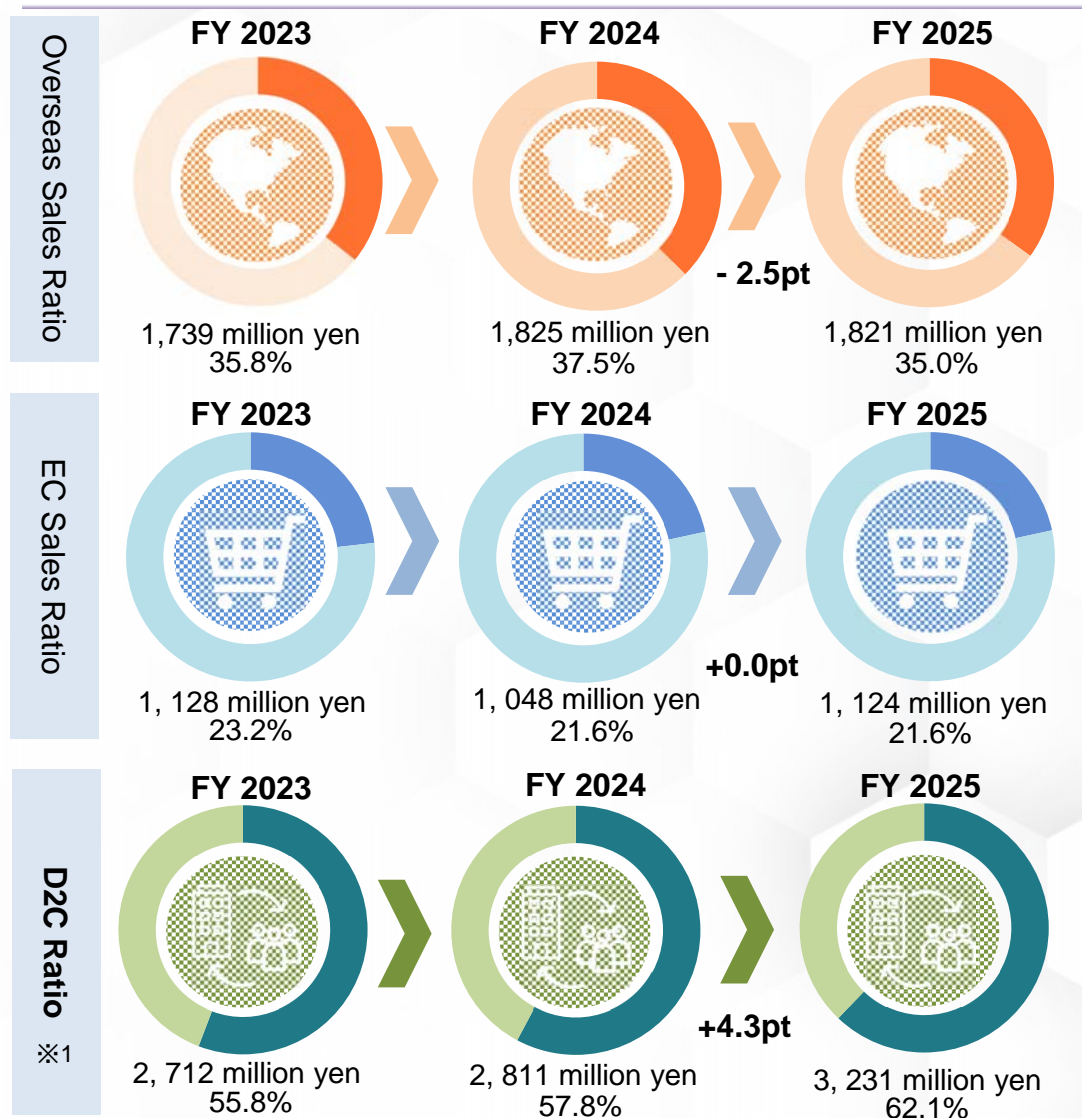 Overseas Sales Ratio
FY 2023
FY 2024
FY 2025
- 2.5pt
1,739 million yen
35.8%
1,825 million yen
37.5%
1,821 million yen
35.0%
EC Sales Ratio
FY 2023
FY 2024
FY 2025
+0.0pt
1, 128 million yen
23.2%
1, 048 million yen
21.6%
1, 124 million yen
21.6%
D2C Ratio
※1
FY 2023
FY 2024
FY 2025
+4.3pt
2, 712 million yen
55.8%
2, 811 million yen
57.8%
3, 231 million yen
62.1%